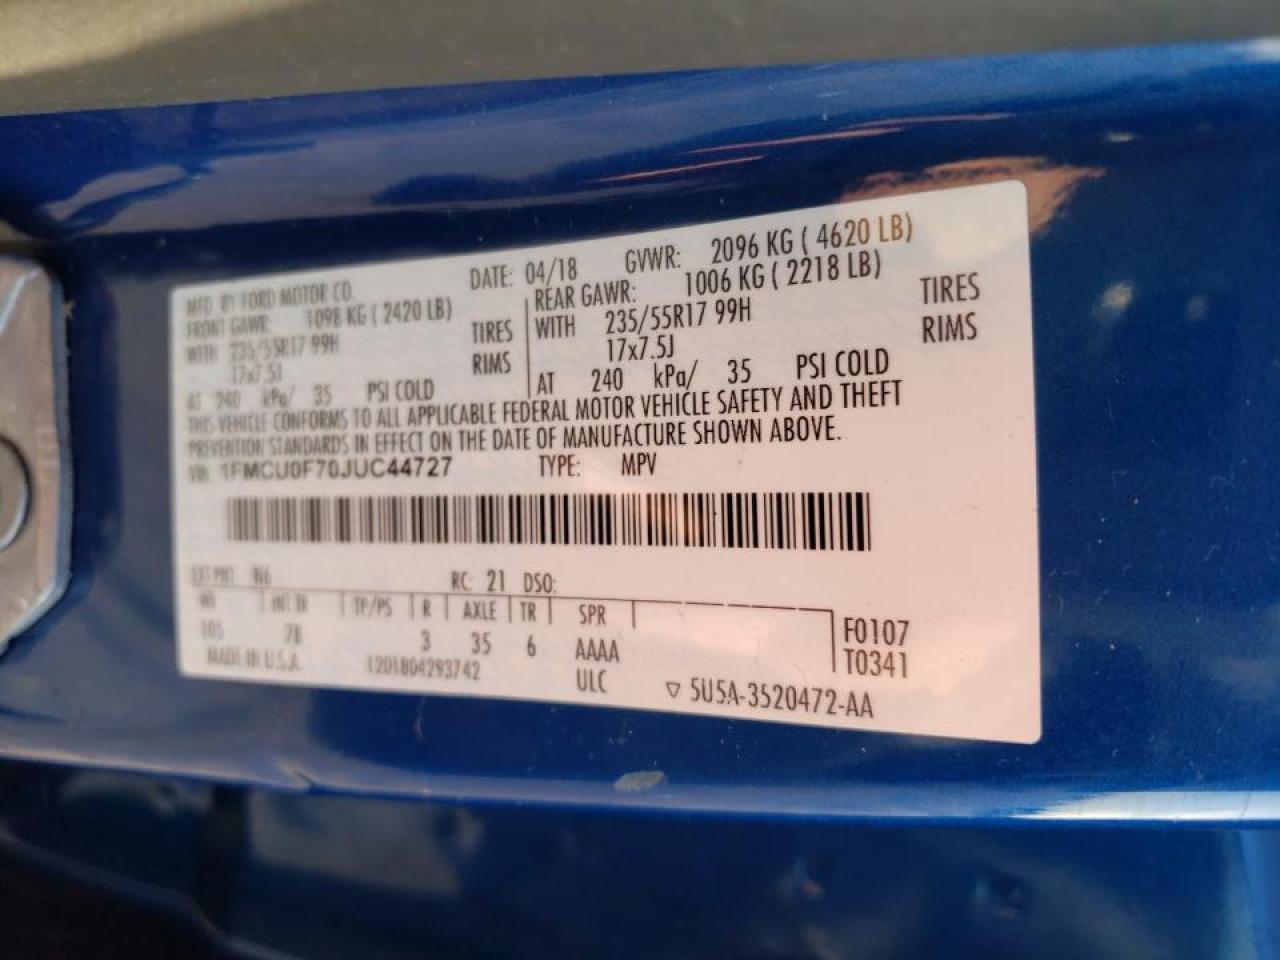 MFD. BY FORD MOTOR CO.
DATE: 04/18 GVWR: 2096 KG ( 4620 LB)
FRONT GAWR: 1098 KG ( 2420 LB) REAR GAWR: 1006 KG ( 2218 LB)
WITH 235/55R17 99H TIRES WITH 235/55R17 99H TIRES
17x7.5J RIMS 17x7.5J RIMS
AT 240 kPa/ 35 PSI COLD AT 240 kPa/ 35 PSI COLD
THIS VEHICLE CONFORMS TO ALL APPLICABLE FEDERAL MOTOR VEHICLE SAFETY AND THEFT
PREVENTION STANDARDS IN EFFECT ON THE DATE OF MANUFACTURE SHOWN ABOVE.
VIN: 1FMCU0F70JUC44727 TYPE: MPV
EXT PNT: N6 RC: 21 DSO:
WB INT TR TP/PS R AXLE TR SPR
105 7B 3 35 6 AAAA F0107
T0341
MADE IN U.S.A. 1201804293742 ULC ▽ 5U5A-3520472-AA